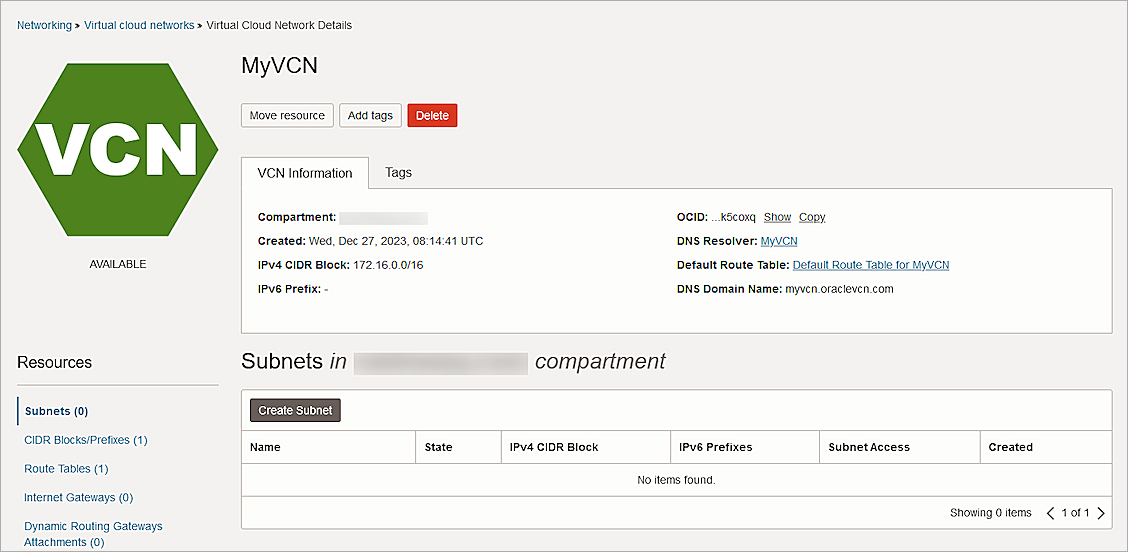 Networking » Virtual cloud networks » Virtual Cloud Network Details
VCN
AVAILABLE
MyVCN
Move resource Add tags Delete
VCN Information Tags
Compartment:
Created: Wed, Dec 27, 2023, 08:14:41 UTC
IPv4 CIDR Block: 172.16.0.0/16
IPv6 Prefix: -
OCID: ...k5coxq Show Copy
DNS Resolver: MyVCN
Default Route Table: Default Route Table for MyVCN
DNS Domain Name: myvcn.oraclevcn.com
Resources
Subnets (0)
CIDR Blocks/Prefixes (1)
Route Tables (1)
Internet Gateways (0)
Dynamic Routing Gateways
Attachments (0)
Subnets in compartment
Create Subnet
Name State IPv4 CIDR Block IPv6 Prefixes Subnet Access Created
No items found.
Showing 0 items < 1 of 1 >